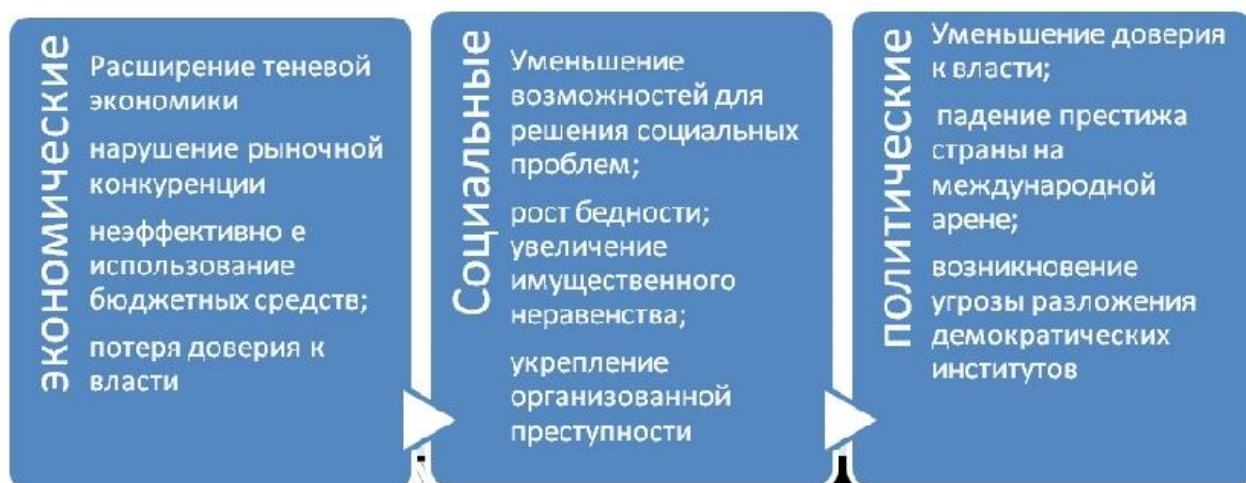 экономические
Расширение теневой
экономики
нарушение рыночной
конкуренции
неэффективно е
использование
бюджетных средств;
потеря доверия к
власти
Социальные
Уменьшение
возможностей для
решения социальных
проблем;
рост бедности;
увеличение
имущественного
неравенства;
укрепление
организованной
преступности
политические
Уменьшение доверия
к власти;
падение престижа
страны на
международной
арене;
возникновение
угрозы разложения
демократических
институтов